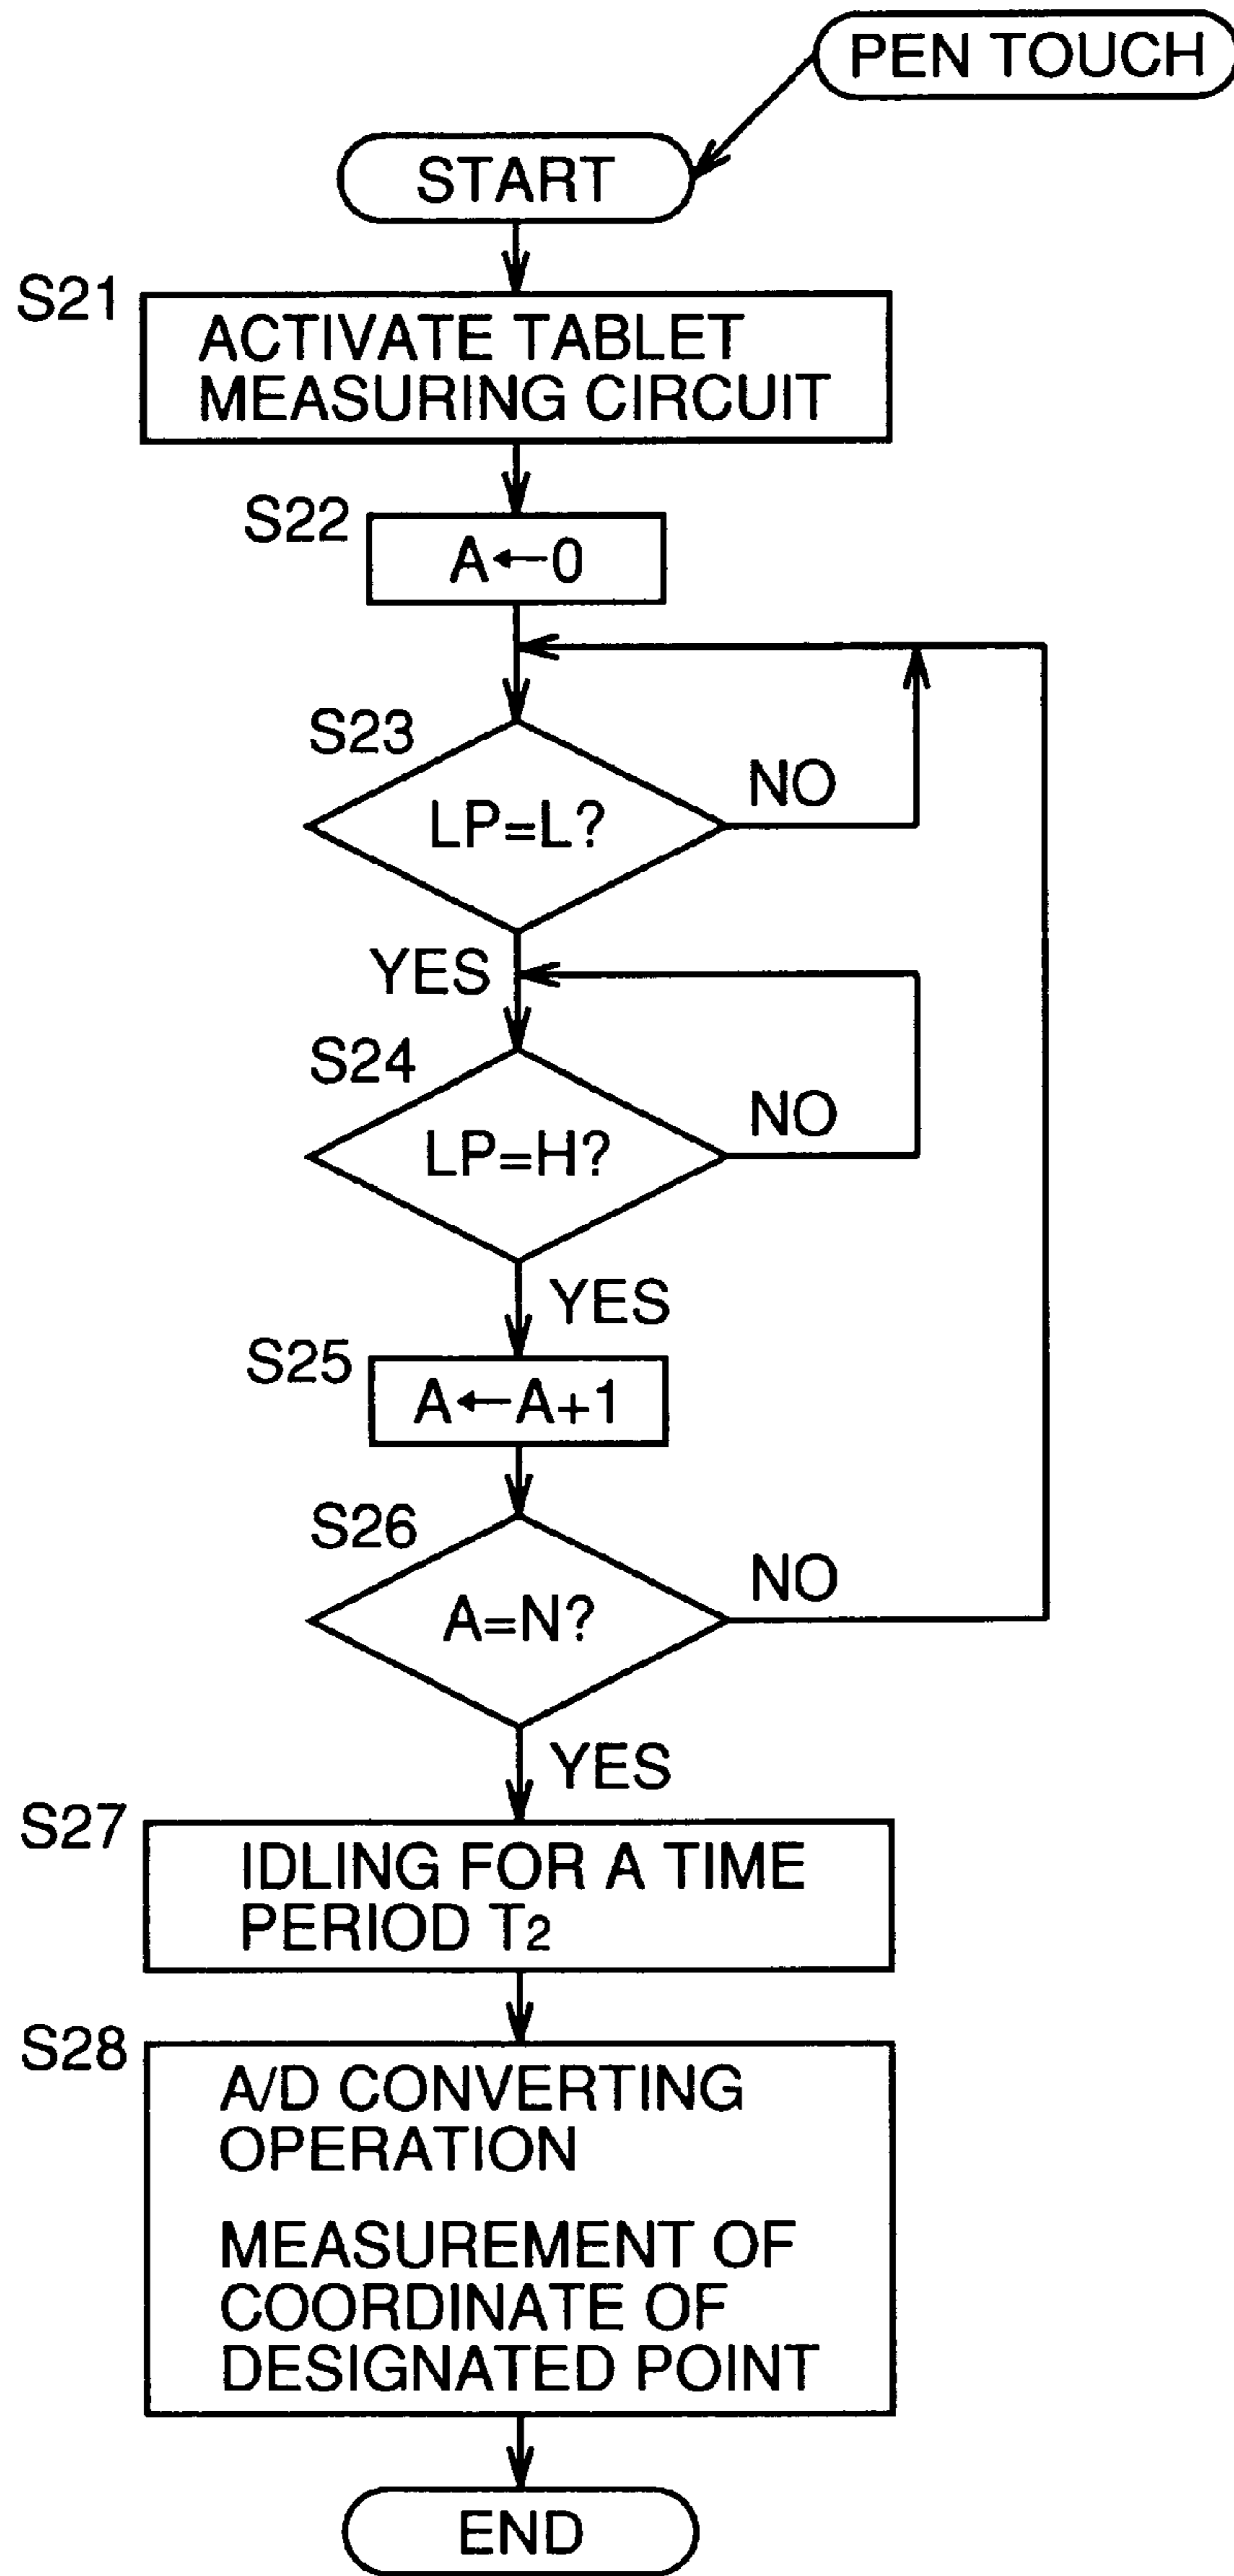 PEN TOUCH
START
S21
ACTIVATE TABLET
MEASURING CIRCUIT
S22
A←0
S23
LP=L?
NO
YES
S24
LP=H?
NO
YES
S25
A←A+1
S26
A=N?
NO
YES
S27
IDLING FOR A TIME
PERIOD T2
S28
A/D CONVERTING
OPERATION
MEASUREMENT OF
COORDINATE OF
DESIGNATED POINT
END